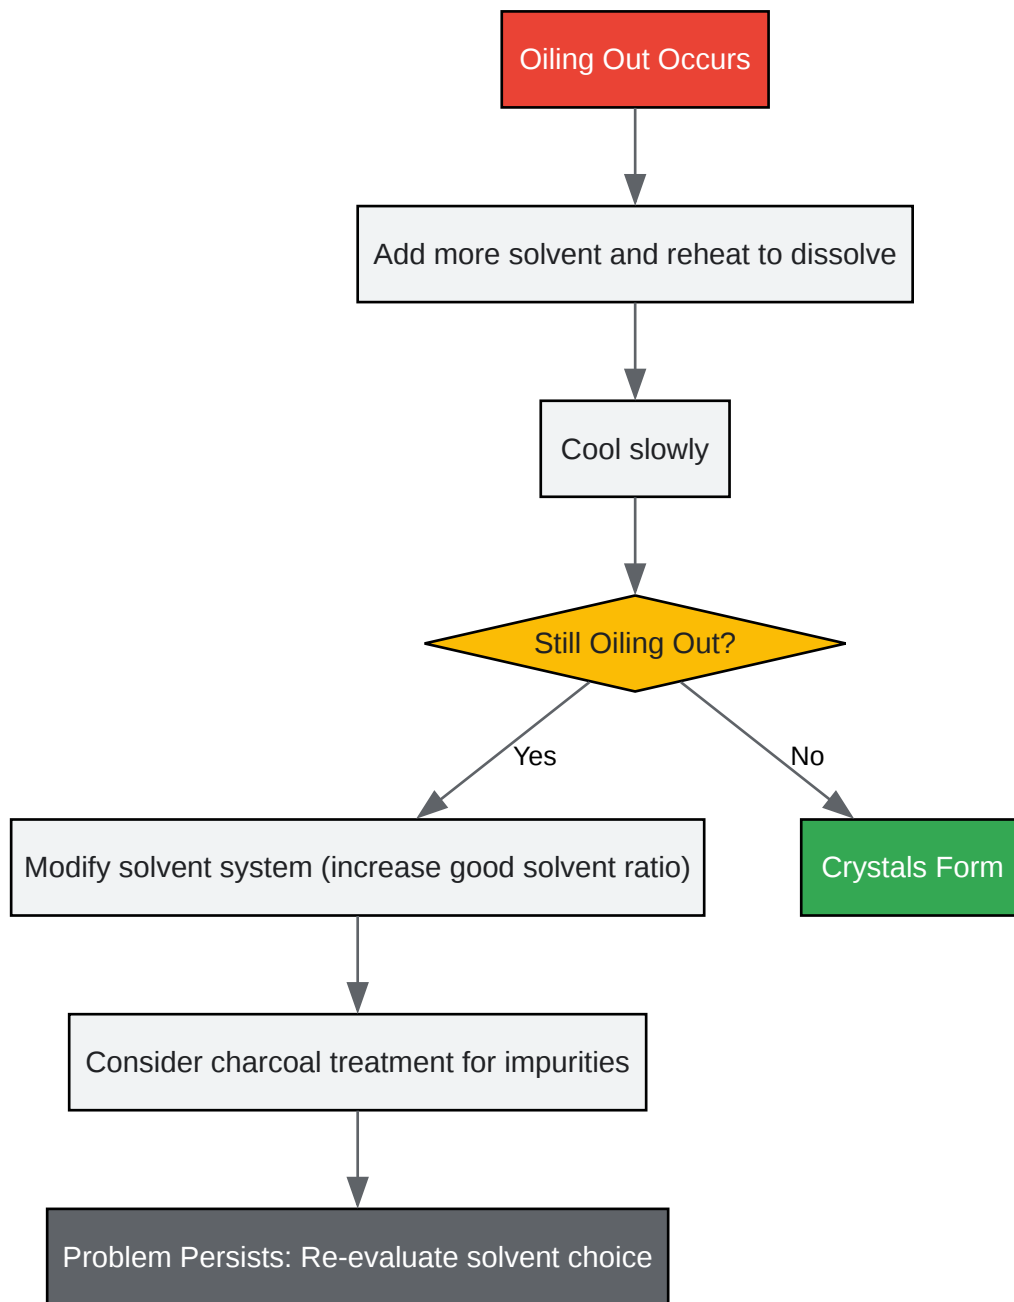 Oiling Out Occurs
Add more solvent and reheat to dissolve
Cool slowly
Still Oiling Out?
Yes
No
Modify solvent system (increase good solvent ratio)
Crystals Form
Consider charcoal treatment for impurities
Problem Persists: Re-evaluate solvent choice